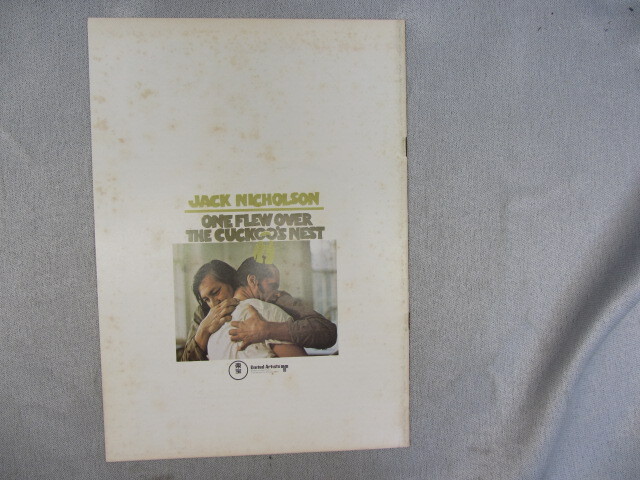 JACK NICHOLSON
ONE FLEW OVER
THE CUCKOO'S NEST
United Artists